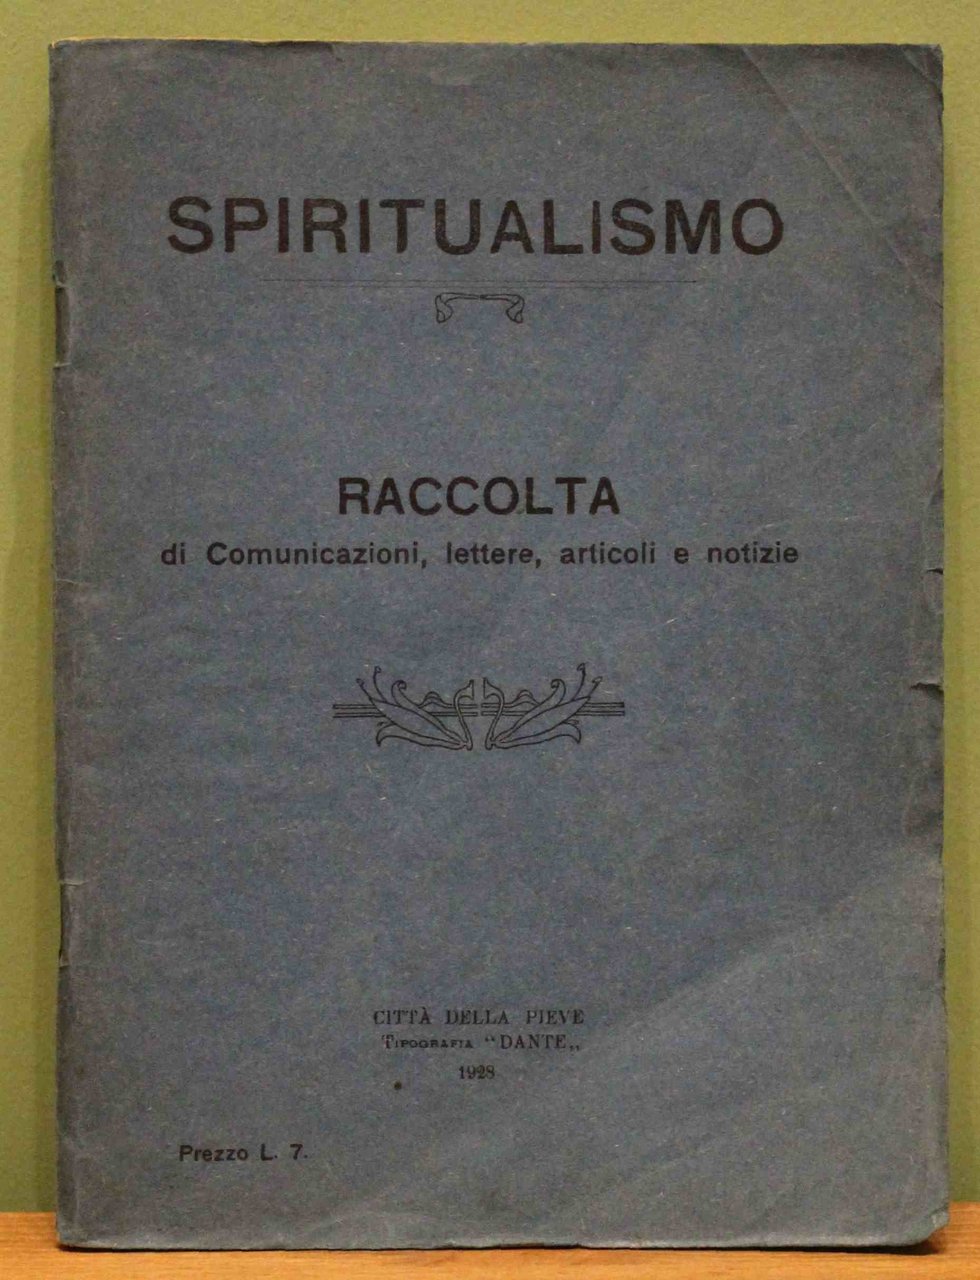 SPIRITUALISMO
RACCOLTA
di Comunicazioni, lettere, articoli e notizie
CITTÀ DELLA PIEVE
TIPOGRAFIA “DANTE„
1928
Prezzo L. 7.